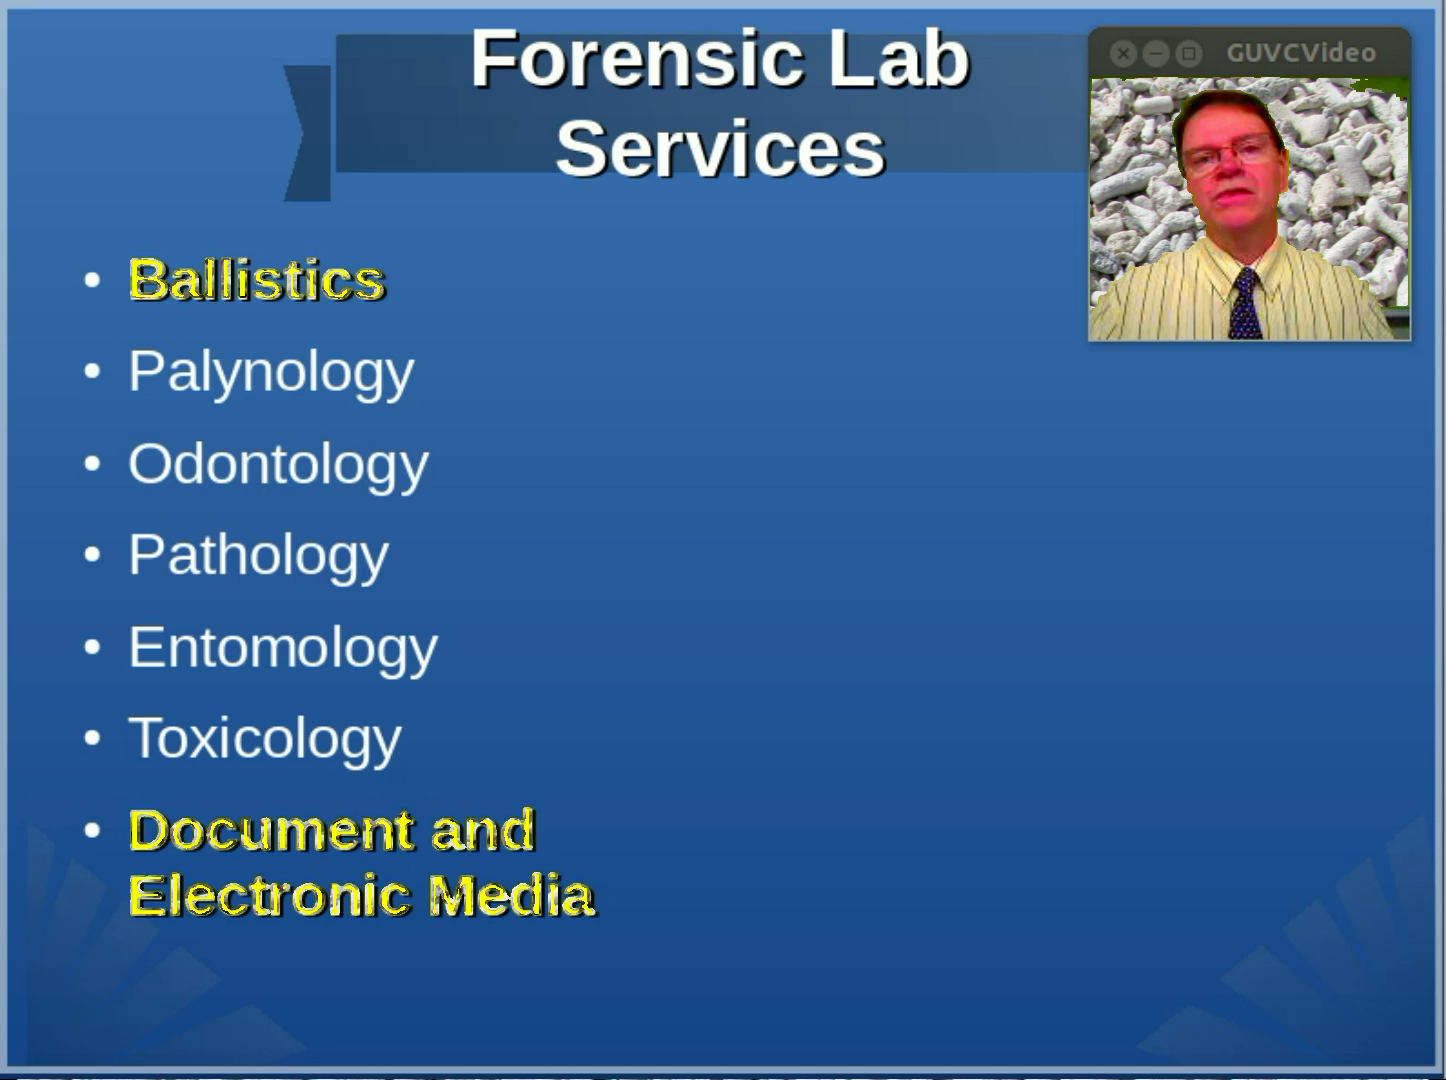 Forensic Lab
Services
GUVCVideo
• Ballistics
• Palynology
• Odontology
• Pathology
• Entomology
• Toxicology
• Document and
Electronic Media